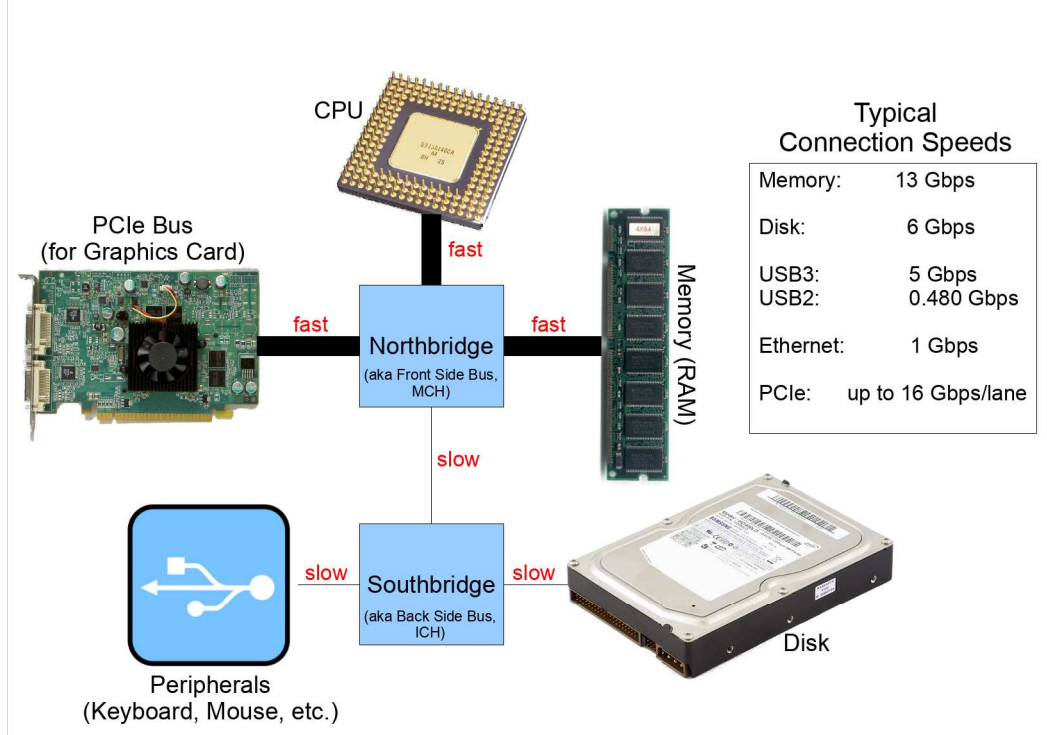 CPU
Typical
Connection Speeds
Memory: 13 Gbps
Disk: 6 Gbps
USB3: 5 Gbps
USB2: 0.480 Gbps
Ethernet: 1 Gbps
PCIe: up to 16 Gbps/lane
PCIe Bus
(for Graphics Card)
fast
fast
Northbridge
(aka Front Side Bus,
MCH)
fast
Memory (RAM)
slow
slow
Southbridge
(aka Back Side Bus,
ICH)
slow
Disk
Peripherals
(Keyboard, Mouse, etc.)
SAMSUNG